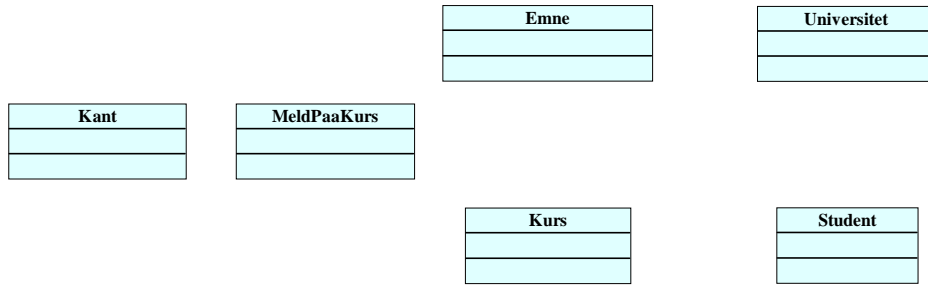 Emne
Universitet
Kant
MeldPaaKurs
Kurs
Student